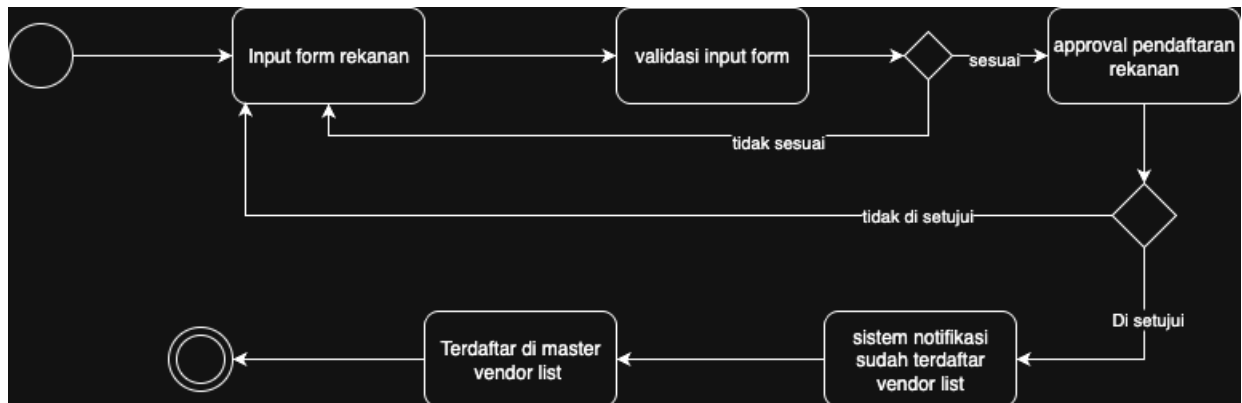 Input form rekanan
validasi input form
sesuai
approval pendaftaran
rekanan
tidak sesuai
tidak di setujui
Di setujui
sistem notifikasi
sudah terdaftar
vendor list
Terdaftar di master
vendor list